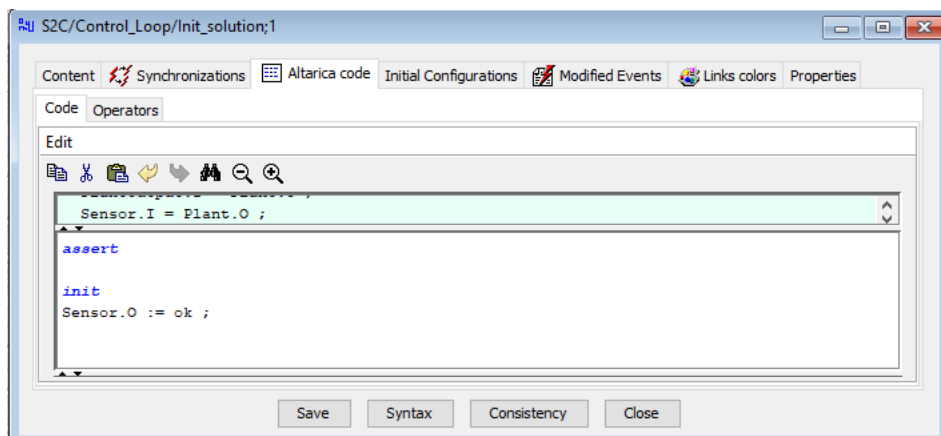 S2C/Control_Loop/Init_solution;1
Content Synchronizations Altarica code Initial Configurations Modified Events Links colors Properties
Code Operators
Edit
Sensor.I = Plant.O ;
assert
init
Sensor.O := ok ;
Save Syntax Consistency Close